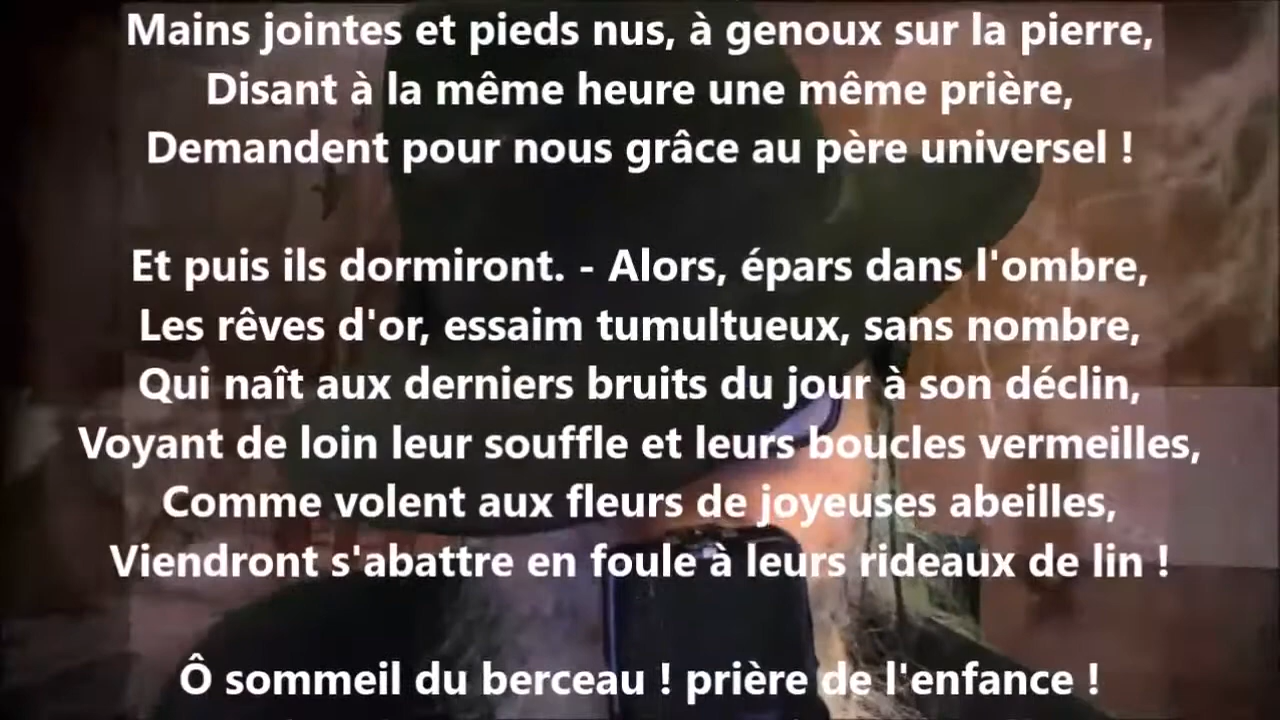 Mains jointes et pieds nus, à genoux sur la pierre,
Disant à la même heure une même prière,
Demandent pour nous grâce au père universel !
Et puis ils dormiront. - Alors, épars dans l'ombre,
Les rêves d'or, essaim tumultueux, sans nombre,
Qui naît aux derniers bruits du jour à son déclin,
Voyant de loin leur souffle et leurs boucles vermeilles,
Comme volent aux fleurs de joyeuses abeilles,
Viendront s'abattre en foule à leurs rideaux de lin !
Ô sommeil du berceau ! prière de l'enfance !